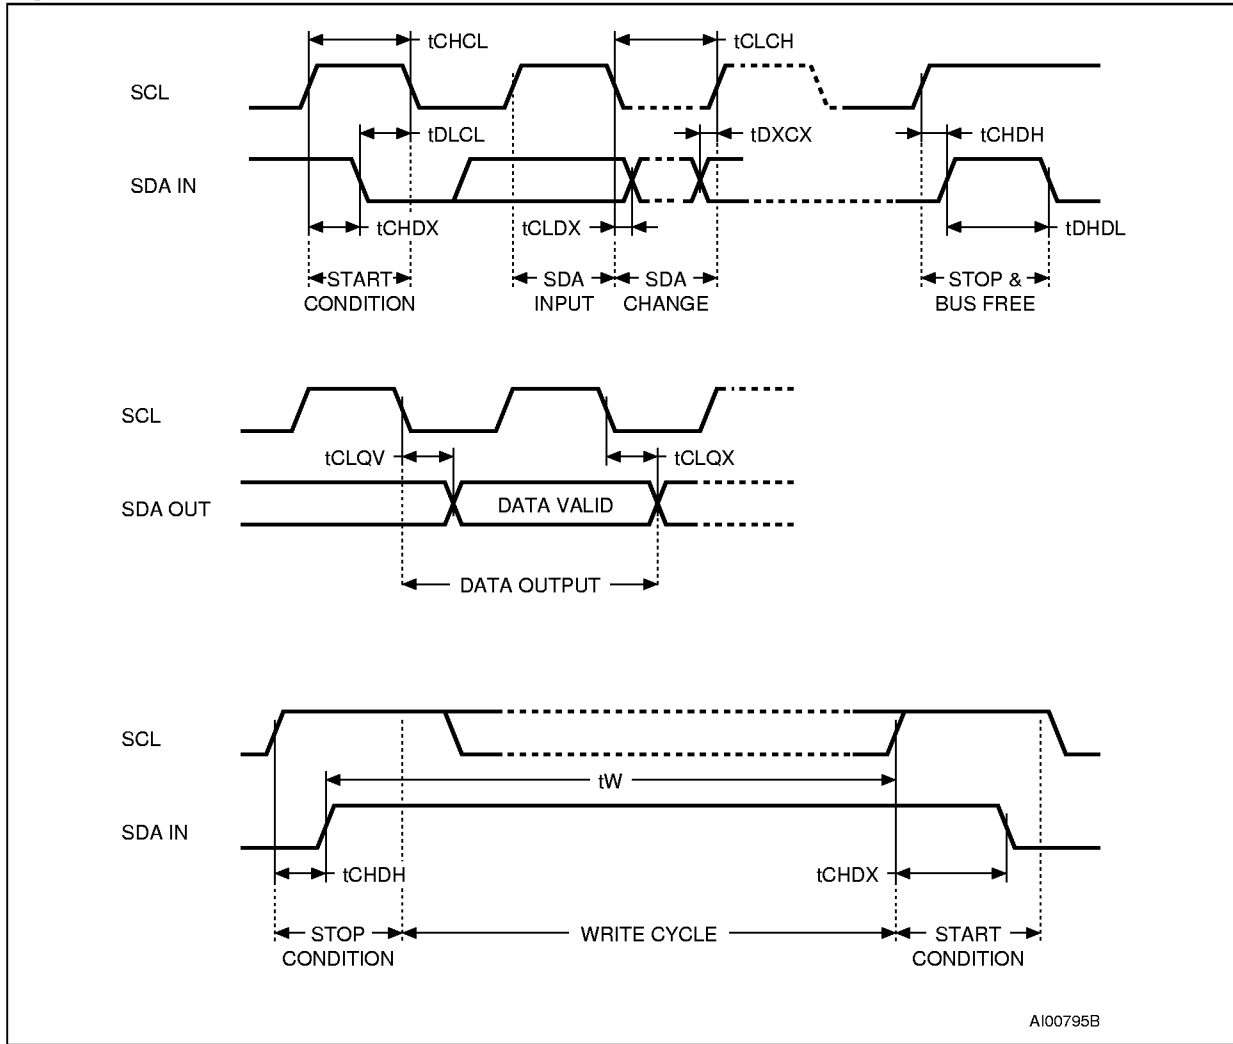 tCHCL
tCLCH
SCL
tDLCL
tDXCX
tCHDH
SDA IN
tCHDX
tCLDX
tDHDL
START
CONDITION
SDA
INPUT
SDA
CHANGE
STOP &
BUS FREE
SCL
tCLQV
tCLQX
SDA OUT
DATA VALID
DATA OUTPUT
SCL
tW
SDA IN
tCHDH
tCHDX
STOP
CONDITION
WRITE CYCLE
START
CONDITION
AI00795B